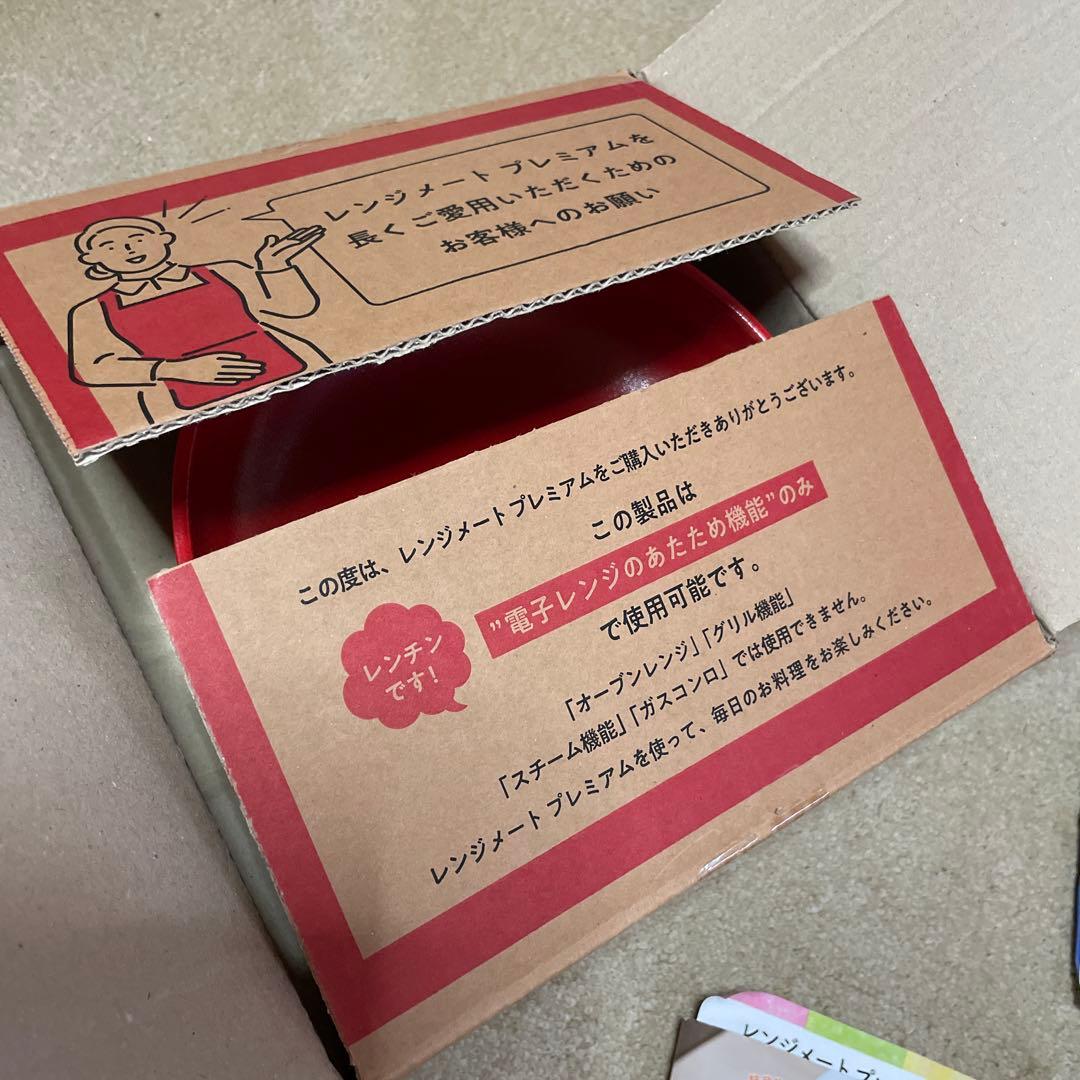 レンジメート プレミアムを
長くご愛用いただくための
お客様へのお願い
この度は、レンジメート プレミアムをご購入いただきありがとうございます。
この製品は
"電子レンジのあたため機能"のみ
で使用可能です。
レンチン
です!
「オーブンレンジ」「グリル機能」
「スチーム機能」「ガスコンロ」では使用できません。
レンジメート プレミアムを使って、毎日のお料理をお楽しみください。
レンジメートプ